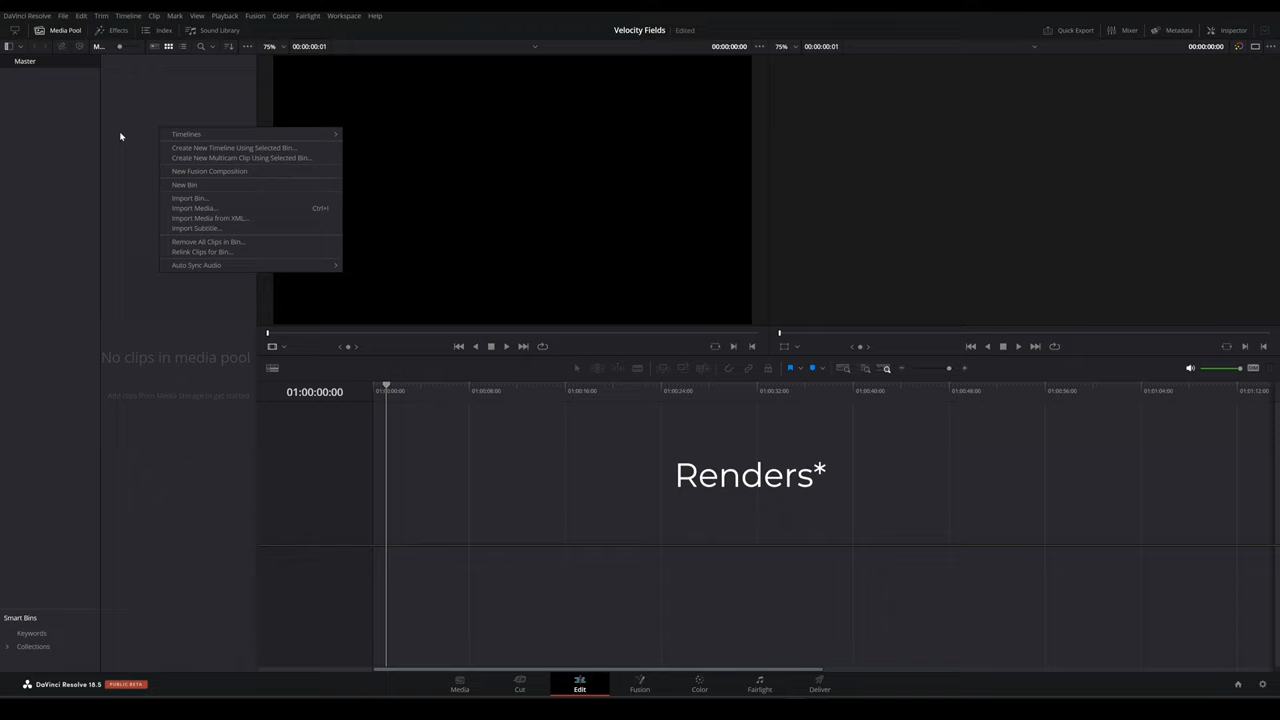 DaVinci Resolve File Edit Trim Timeline Clip Mark View Playback Fusion Color Fairlight Workspace Help
Media Pool Effects Index Sound Library Velocity Fields Edited Quick Export Mixer Metadata Inspector
M... 75% 00:00:00:01 00:00:00:00 75% 00:00:00:01 00:00:00:00
Master
Timelines
Create New Timeline Using Selected Bin...
Create New Multicam Clip Using Selected Bin...
New Fusion Composition
New Bin
Import Bin...
Import Media... Ctrl+I
Import Media from XML...
Import Subtitle...
Remove All Clips in Bin...
Relink Clips for Bin...
Auto Sync Audio
No clips in media pool
Add clips from Media Storage to get started
01:00:00:00 01:00:00:00 01:00:08:00 01:00:16:00 01:00:24:00 01:00:32:00 01:00:40:00 01:00:48:00 01:00:56:00 01:01:04:00 01:01:12:00
Renders*
Smart Bins
Keywords
Collections
DaVinci Resolve 18.5 PUBLIC BETA
Media Cut Edit Fusion Color Fairlight Deliver